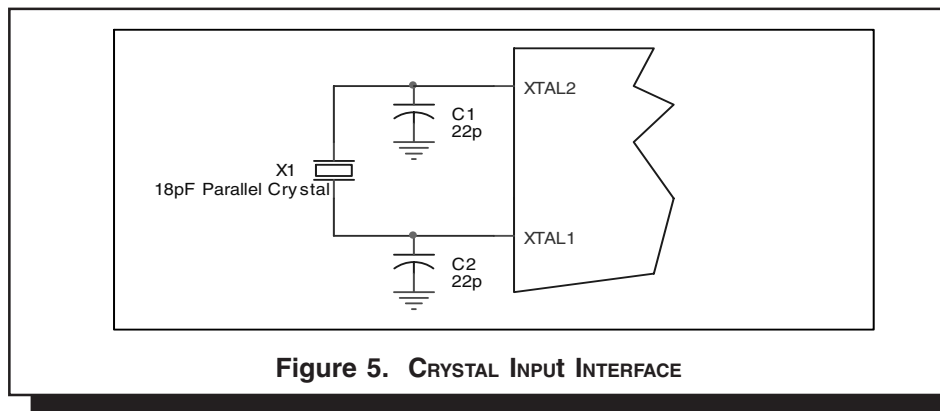 XTAL2
C1
22p
X1
18pF Parallel Crystal
XTAL1
C2
22p
Figure 5. CRYSTAL INPUT INTERFACE